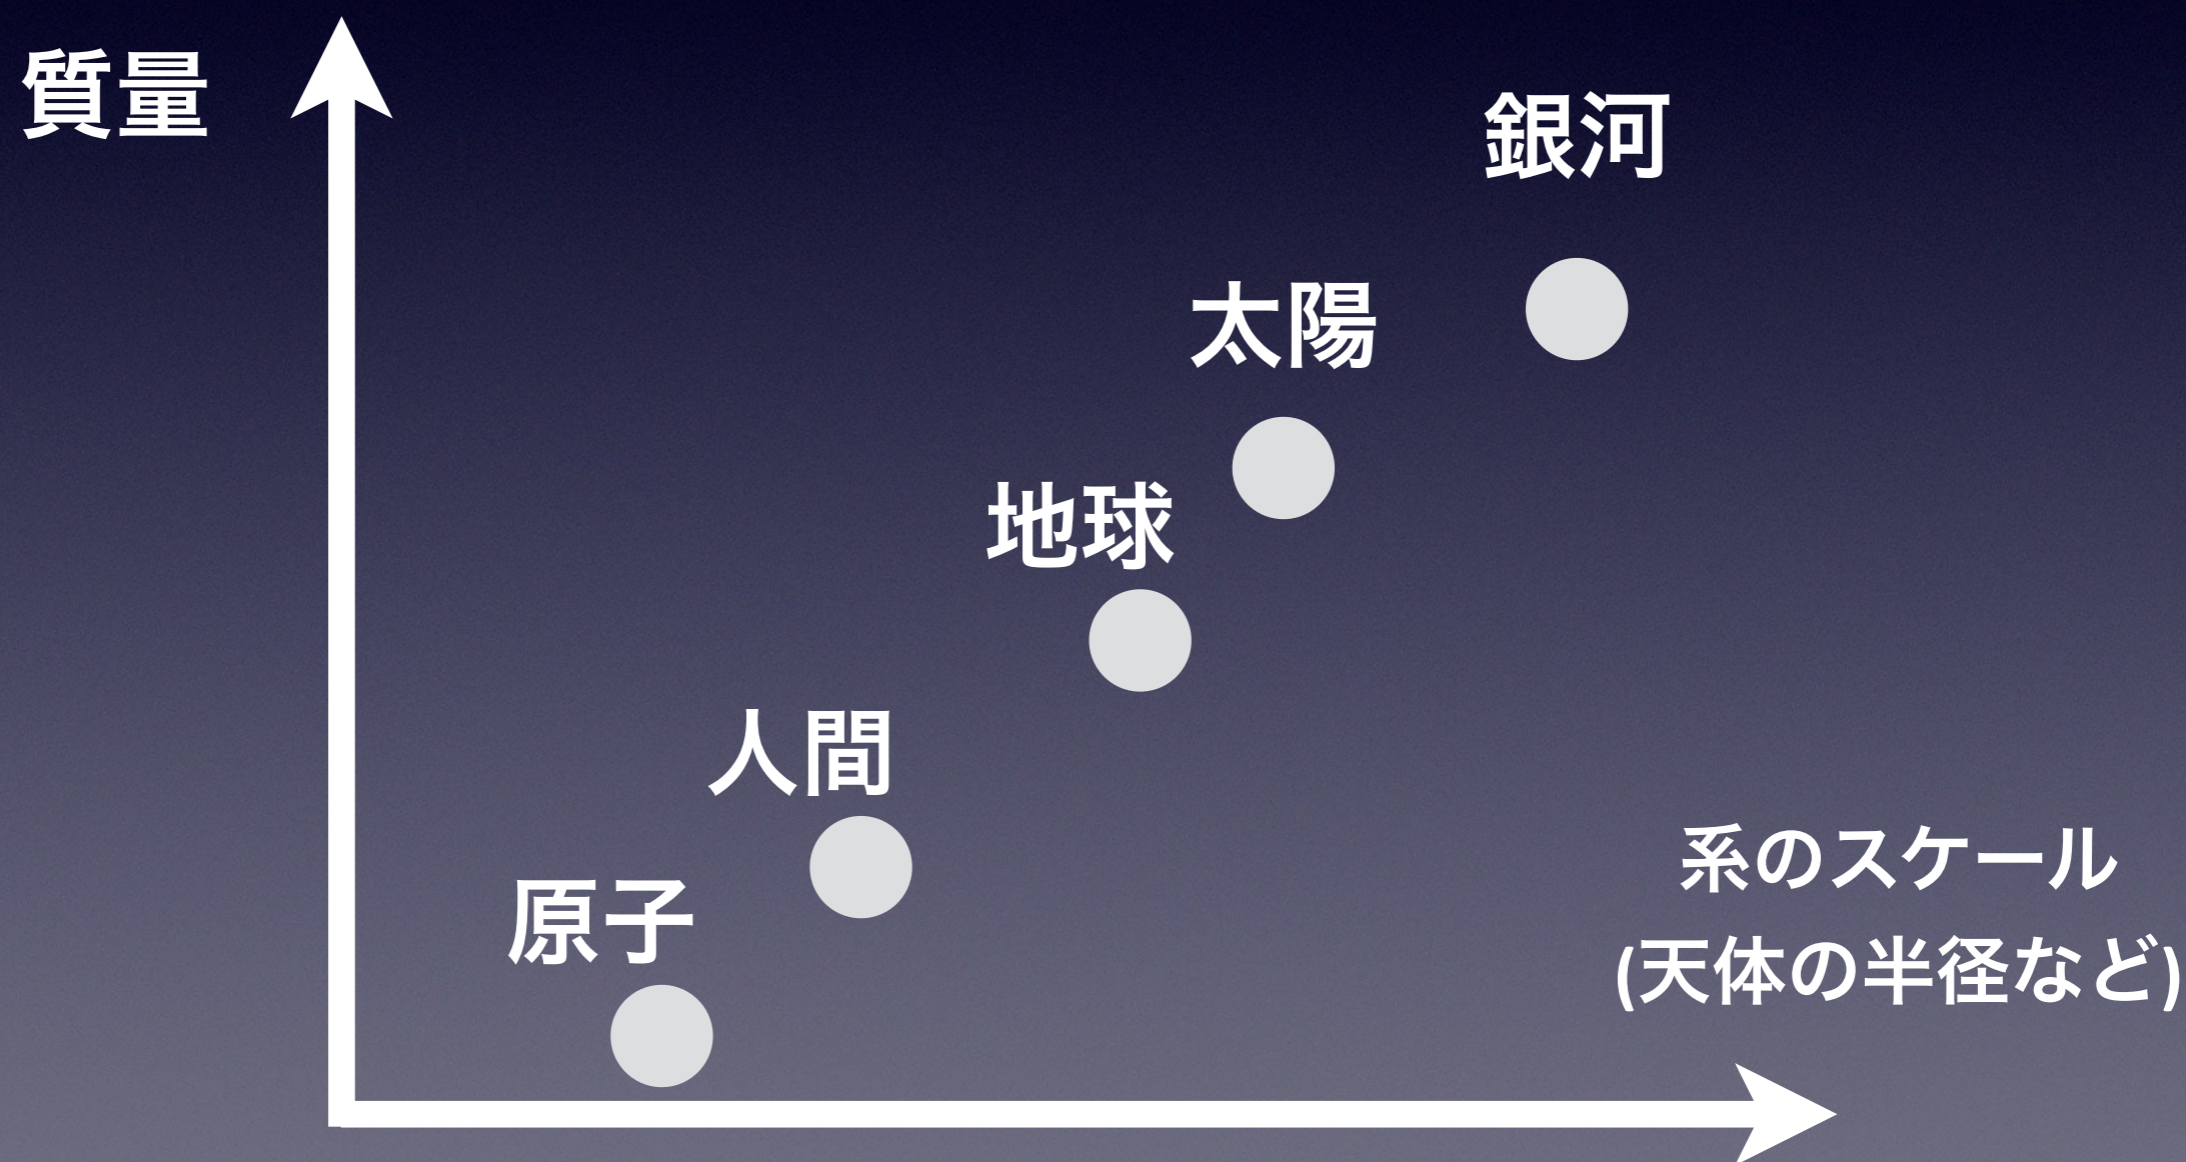 質量
銀河
太陽
地球
人間
原子
系のスケール
(天体の半径など)